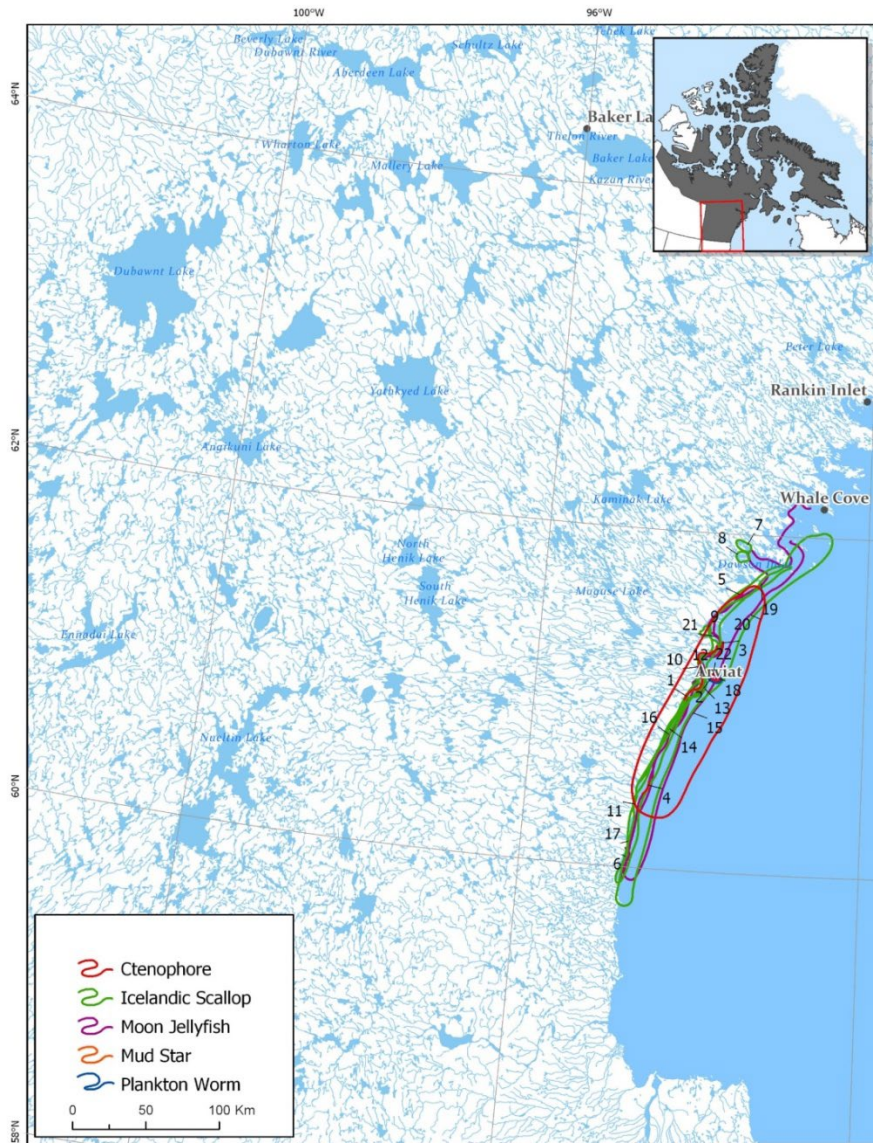 100°W
96°W
64°N
62°N
60°N
58°N
Beverly Lake
Dubawnt River
Aberdeen Lake
Schultz Lake
Tebek Lake
Wharton Lake
Mallery Lake
Thelon River
Baker La
Baker Lake
Kazan River
Dubawnt Lake
Yathkyed Lake
Peter Lake
Rankin Inlet
Angikuni Lake
Kaminak Lake
Whale Cove
North
Henik Lake
South
Henik Lake
Maguse Lake
Dawson
Ennadai Lake
Nueltin Lake
Arviat
7
8
5
19
9
20
21
3
12
22
10
1
2
18
13
15
16
14
4
11
17
6
Ctenophore
Icelandic Scallop
Moon Jellyfish
Mud Star
Plankton Worm
0 50 100 Km